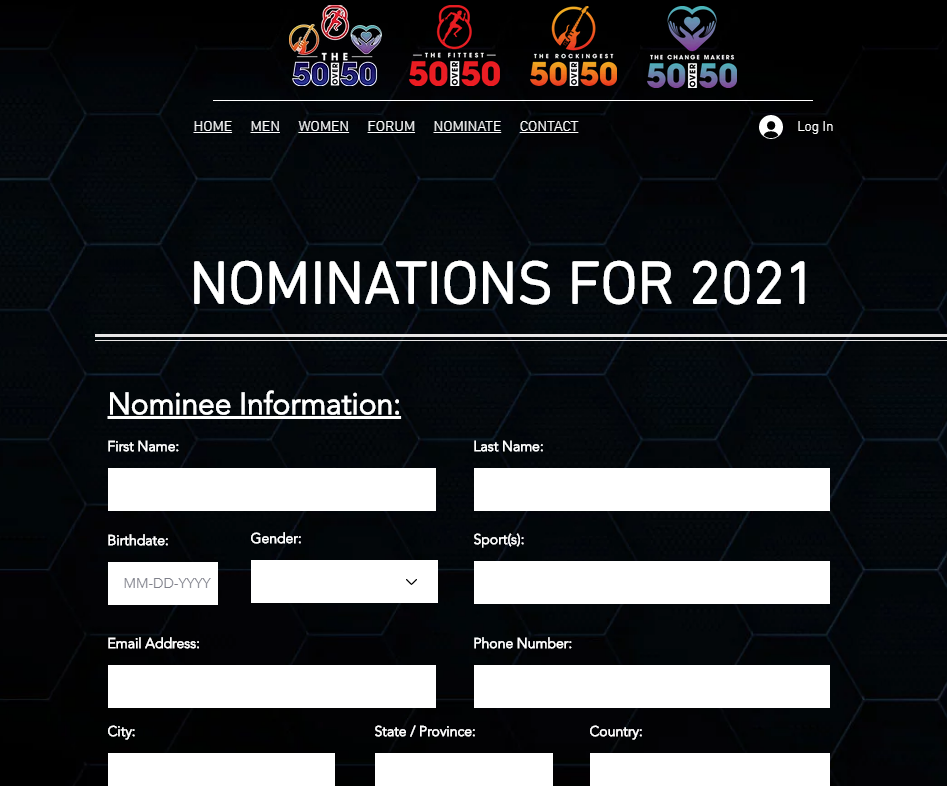 THE
50 OVER 50
THE FITTEST
50 OVER 50
THE ROCKINGEST
50 OVER 50
THE CHANGE MAKERS
50 OVER 50
HOME MEN WOMEN FORUM NOMINATE CONTACT Log In
NOMINATIONS FOR 2021
Nominee Information:
First Name: Last Name:
Birthdate: Gender: Sport(s):
MM-DD-YYYY
Email Address: Phone Number:
City: State / Province: Country: